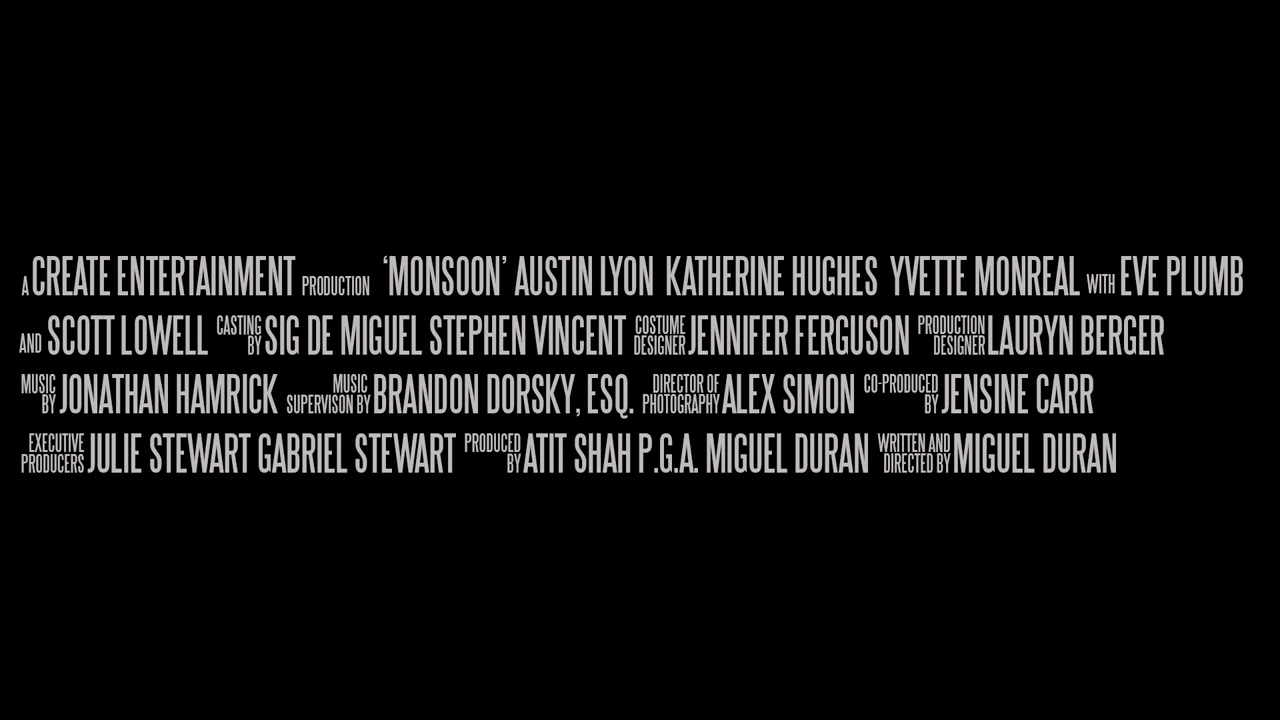 A CREATE ENTERTAINMENT PRODUCTION ‘MONSOON’ AUSTIN LYON KATHERINE HUGHES YVETTE MONREAL WITH EVE PLUMB
AND SCOTT LOWELL CASTING BY SIG DE MIGUEL STEPHEN VINCENT COSTUME DESIGNER JENNIFER FERGUSON PRODUCTION DESIGNER LAURYN BERGER
MUSIC BY JONATHAN HAMRICK MUSIC SUPERVISON BY BRANDON DORSKY, ESQ. DIRECTOR OF PHOTOGRAPHY ALEX SIMON CO-PRODUCED BY JENSINE CARR
EXECUTIVE PRODUCERS JULIE STEWART GABRIEL STEWART PRODUCED BY ATIT SHAH P.G.A. MIGUEL DURAN WRITTEN AND DIRECTED BY MIGUEL DURAN